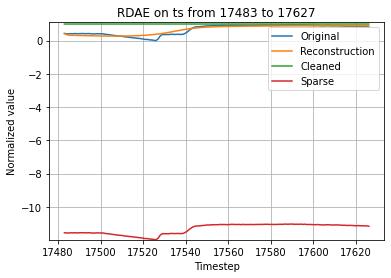 RDAE on ts from 17483 to 17627
Original
Reconstruction
Cleaned
Sparse
Normalized value
0
−2
−4
−6
−8
−10
17480 17500 17520 17540 17560 17580 17600 17620
Timestep